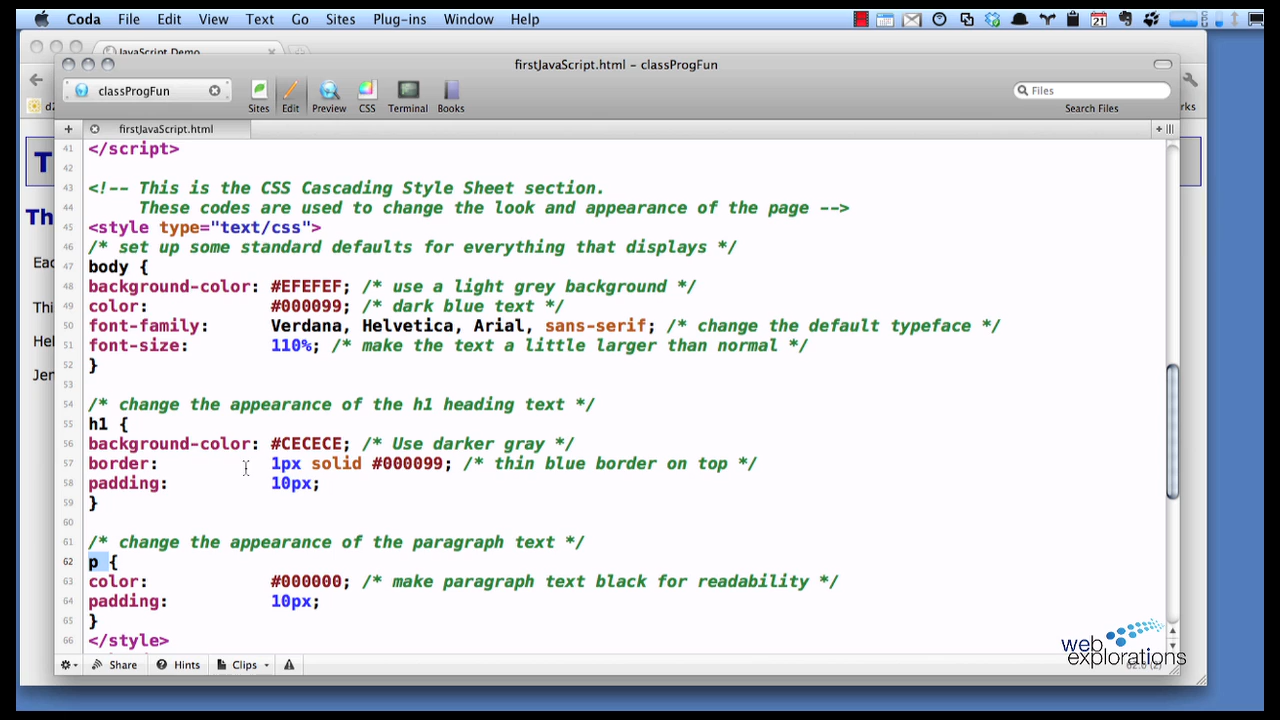 Coda File Edit View Text Go Sites Plug-ins Window Help
21
JavaScript Demo
firstJavaScript.html – classProgFun
classProgFun
Sites Edit Preview CSS Terminal Books
Files
Search Files
firstJavaScript.html
T
Th
Eac
Thi
Hel
Jen
41 </script>
42
43 <!-- This is the CSS Cascading Style Sheet section.
44 These codes are used to change the look and appearance of the page -->
45 <style type="text/css">
46 /* set up some standard defaults for everything that displays */
47 body {
48 background-color: #EFEFEF; /* use a light grey background */
49 color: #000099; /* dark blue text */
50 font-family: Verdana, Helvetica, Arial, sans-serif; /* change the default typeface */
51 font-size: 110%; /* make the text a little larger than normal */
52 }
53
54 /* change the appearance of the h1 heading text */
55 h1 {
56 background-color: #CECECE; /* Use darker gray */
57 border: 1px solid #000099; /* thin blue border on top */
58 padding: 10px;
59 }
60
61 /* change the appearance of the paragraph text */
62 p {
63 color: #000000; /* make paragraph text black for readability */
64 padding: 10px;
65 }
66 </style>
web
explorations
Share Hints Clips